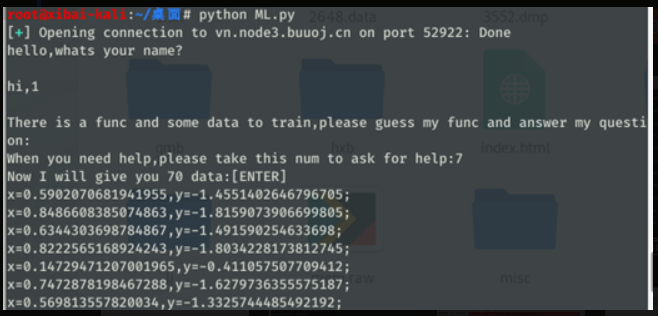 root@xibai-kali:~/桌面# python ML.py
2648.data
3552.dmp
[+] Opening connection to vn.node3.buuoj.cn on port 52922: Done
hello,whats your name?
hi,1
There is a func and some data to train,please guess my func and answer my questi
on:
gmb
hxb
index.html
When you need help,please take this num to ask for help:7
Now I will give you 70 data:[ENTER]
x=0.5902070681941955,y=-1.4551402646796705;
x=0.8486608385074863,y=-1.8159073906699805;
x=0.6344303698784867,y=-1.491590254633698;
x=0.8222565168924243,y=-1.8034228173812745;
x=0.14729471207001965,y=-0.411057507709412;
x=0.7472878198467288,y=-1.627973635557518​7;
raw
misc
x=0.569813557820034,y=-1.3325744485492192;